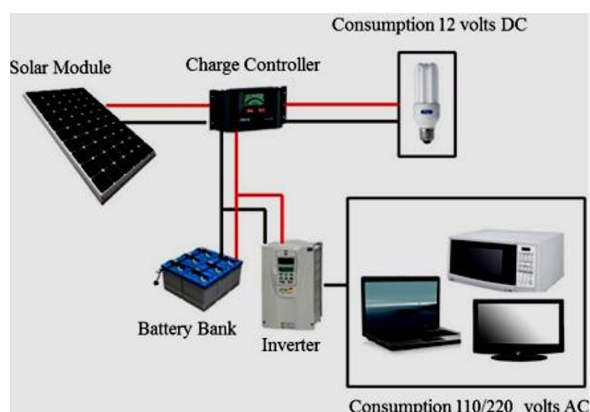 Consumption 12 volts DC
Solar Module
Charge Controller
Battery Bank
Inverter
Consumption 110/220 volts AC